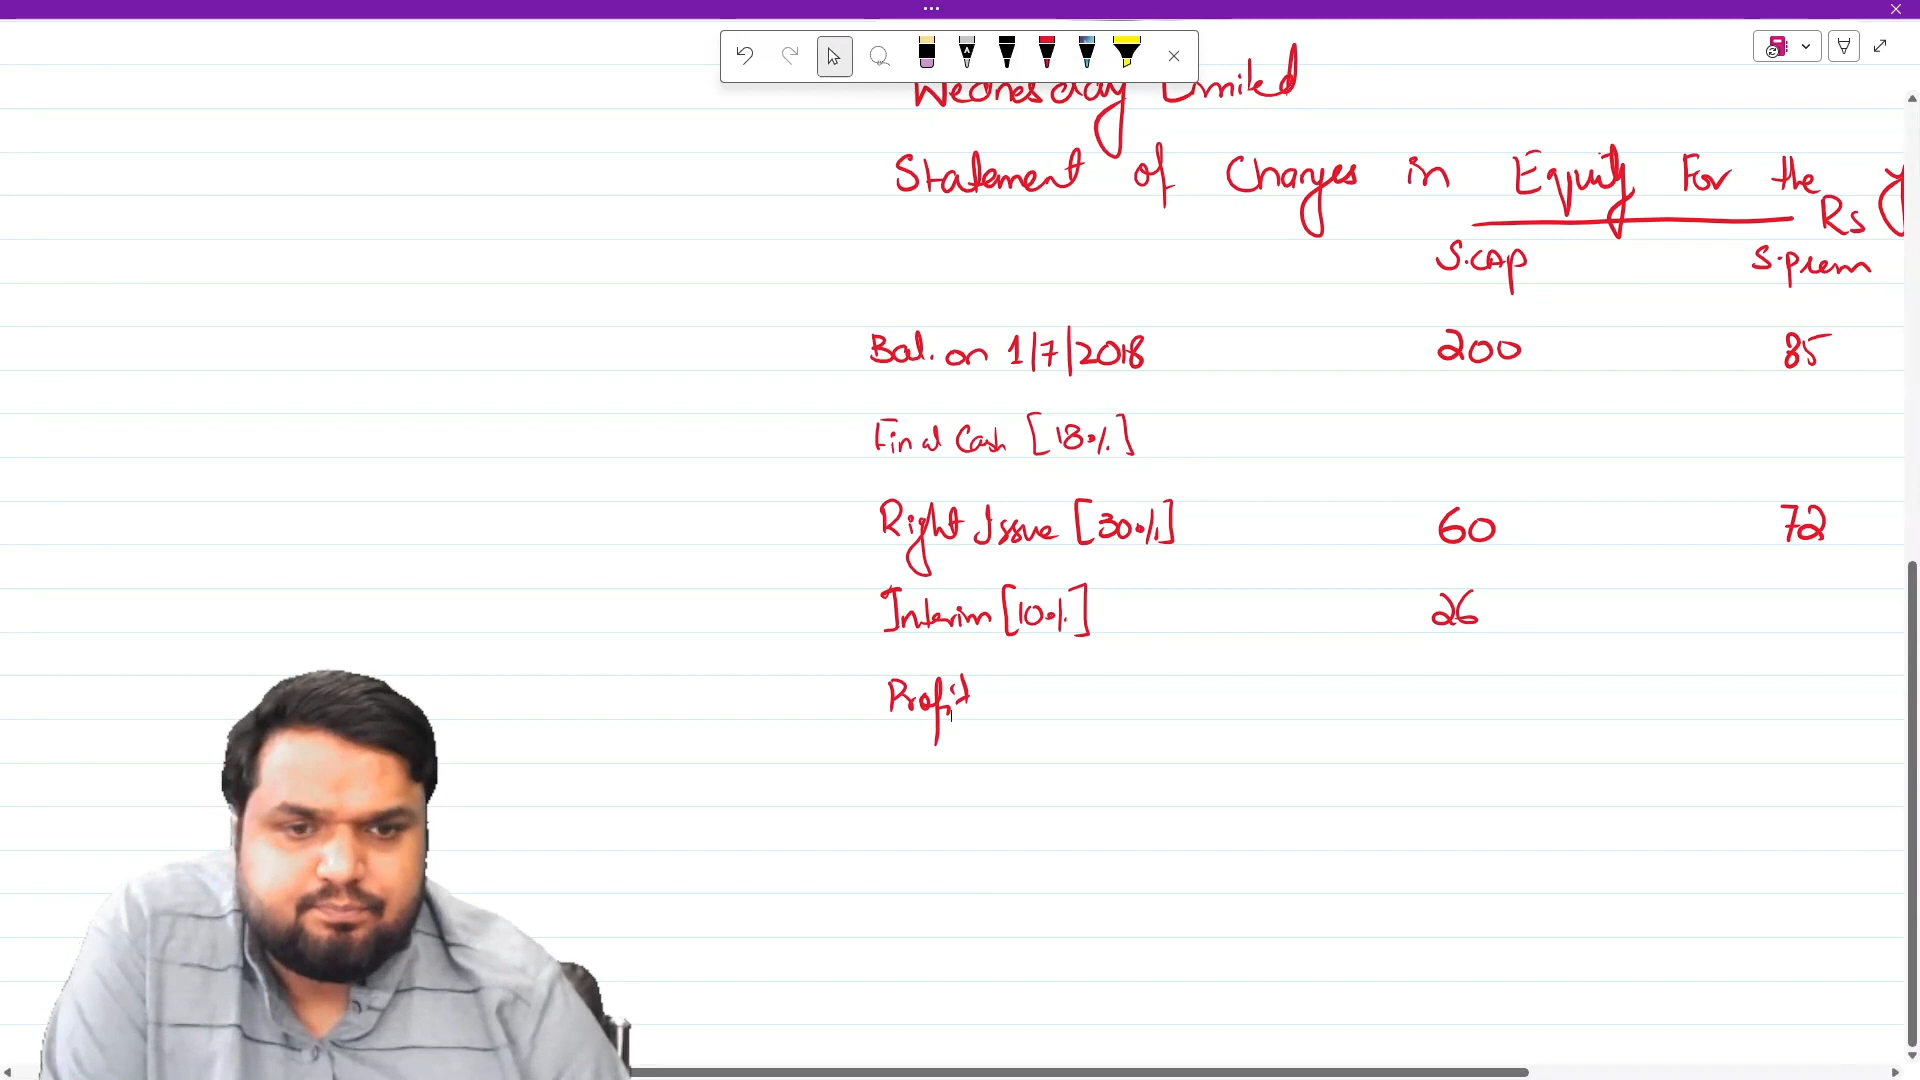 Wednesday Limited
Statement of Changes in Equity For the y
Rs
S.CAP S.prem
Bal. on 1/7/2018 200 85
Final Cash [18%]
Right Issue [30%] 60 72
Interim [10%] 26
Profit